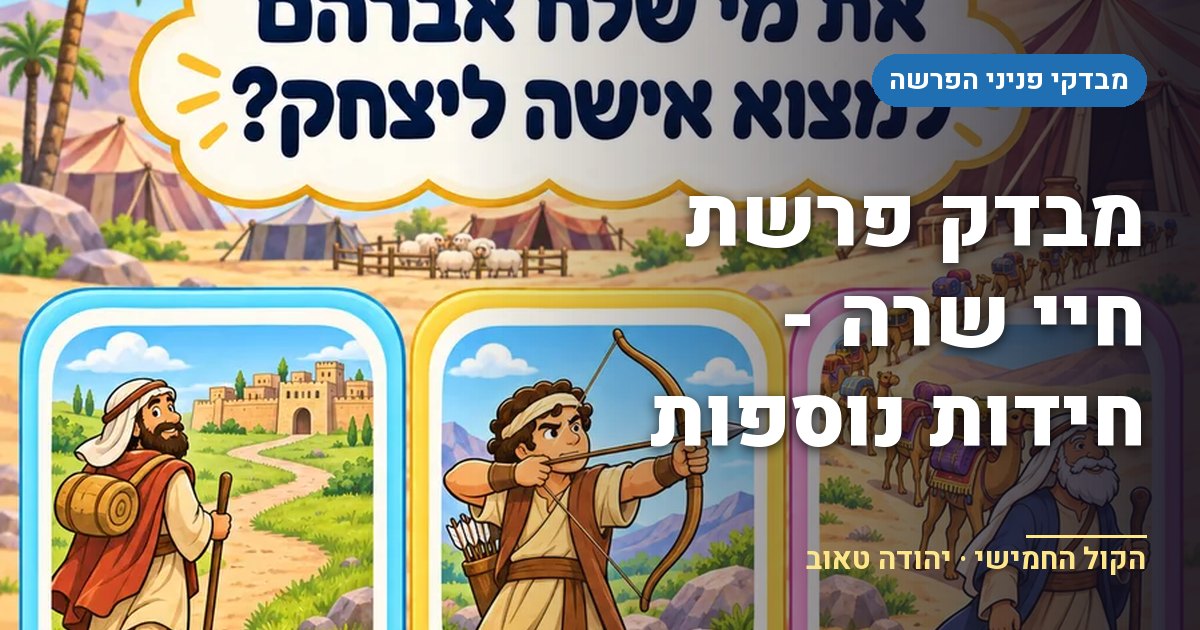 את מי שלח אברהם
למצוא אישה ליצחק?
מבדקי פניני הפרשה
מבדק פרשת
חיי שרה -
חידות נוספות
הקול החמישי · יהודה טאוב